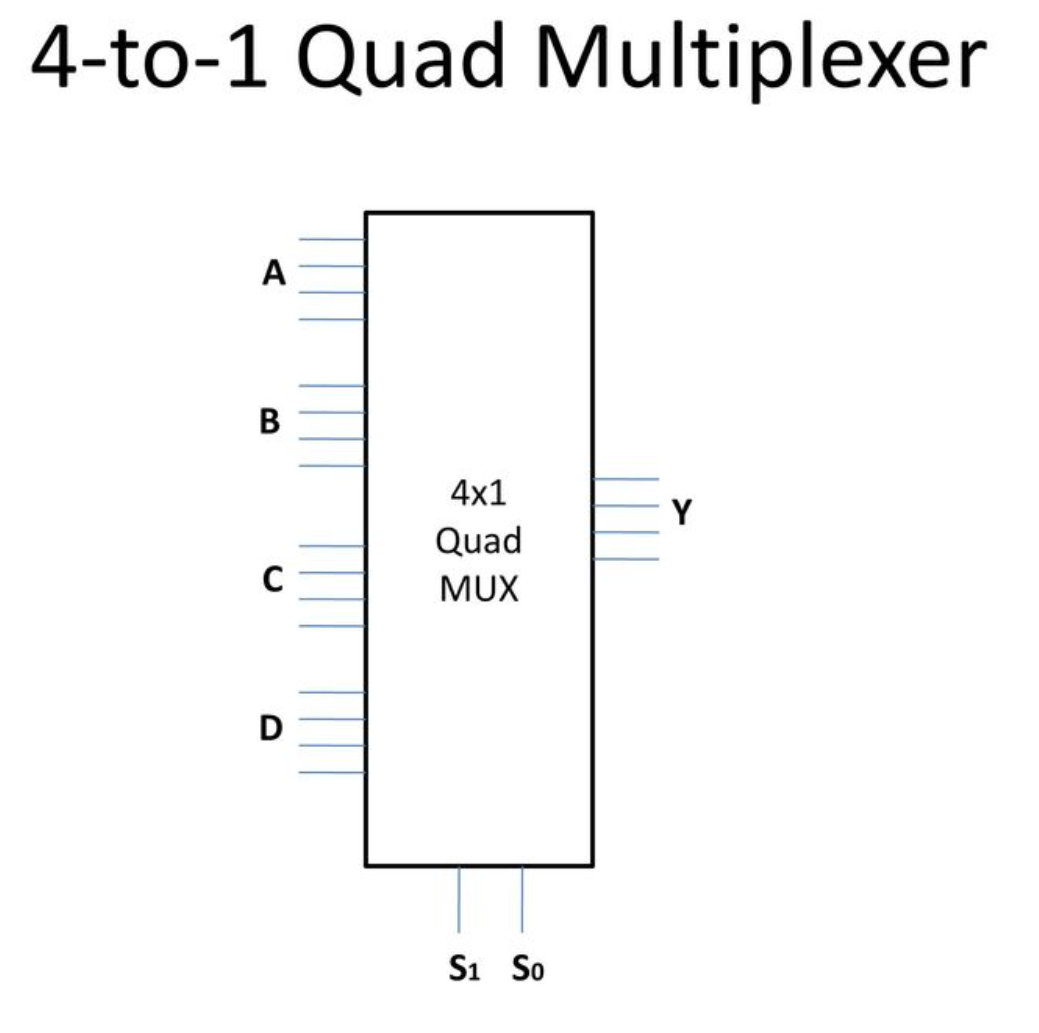 4-to-1 Quad Multiplexer
A
B
4x1
Quad
MUX
Y
C
D
S1 S0